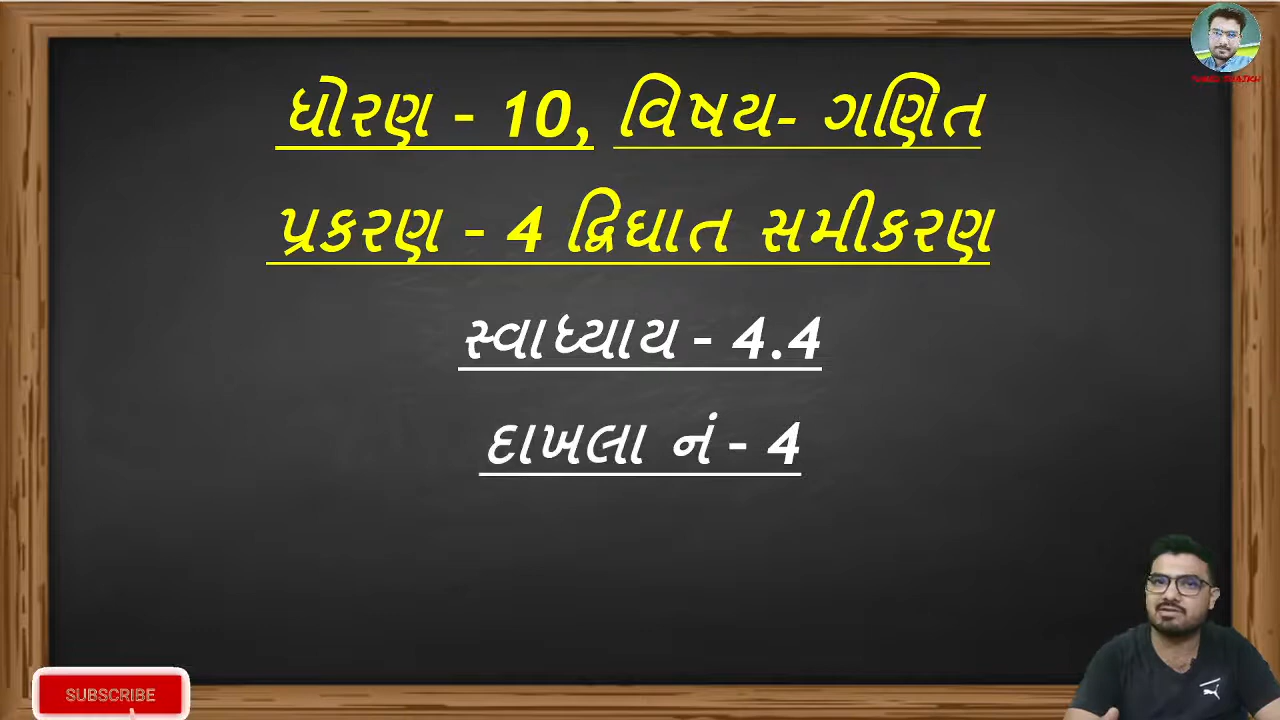 ધોરણ - 10, વિષય- ગણિત
પ્રકરણ - 4 દ્વિઘાત સમીકરણ
સ્વાધ્યાય - 4.4
દાખલા નં - 4
SUBSCRIBE